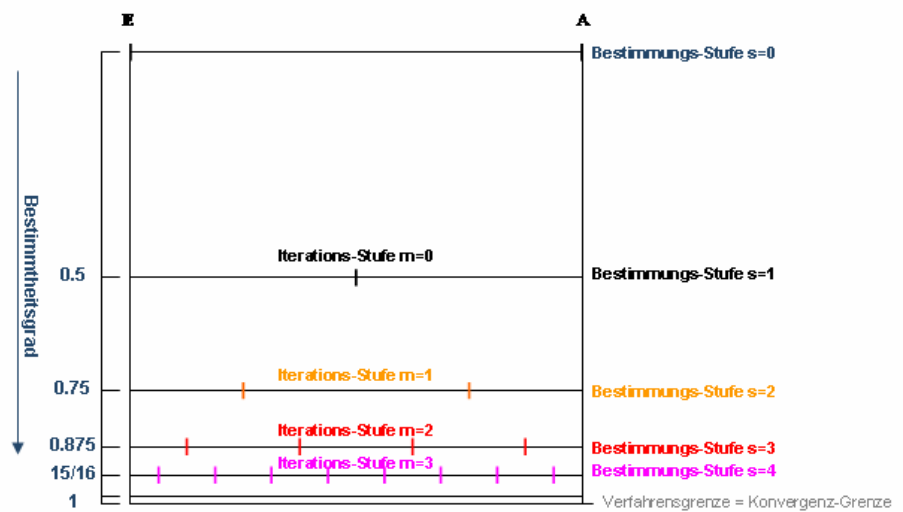 E A
Bestimmungs-Stufe s=0
Bestimmtheitsgrad
Iterations-Stufe m=0
0.5
Bestimmungs-Stufe s=1
Iterations-Stufe m=1
0.75
Bestimmungs-Stufe s=2
Iterations-Stufe m=2
0.875
Bestimmungs-Stufe s=3
Iterations-Stufe m=3
15/16
Bestimmungs-Stufe s=4
1
Verfahrensgrenze = Konvergenz-Grenze